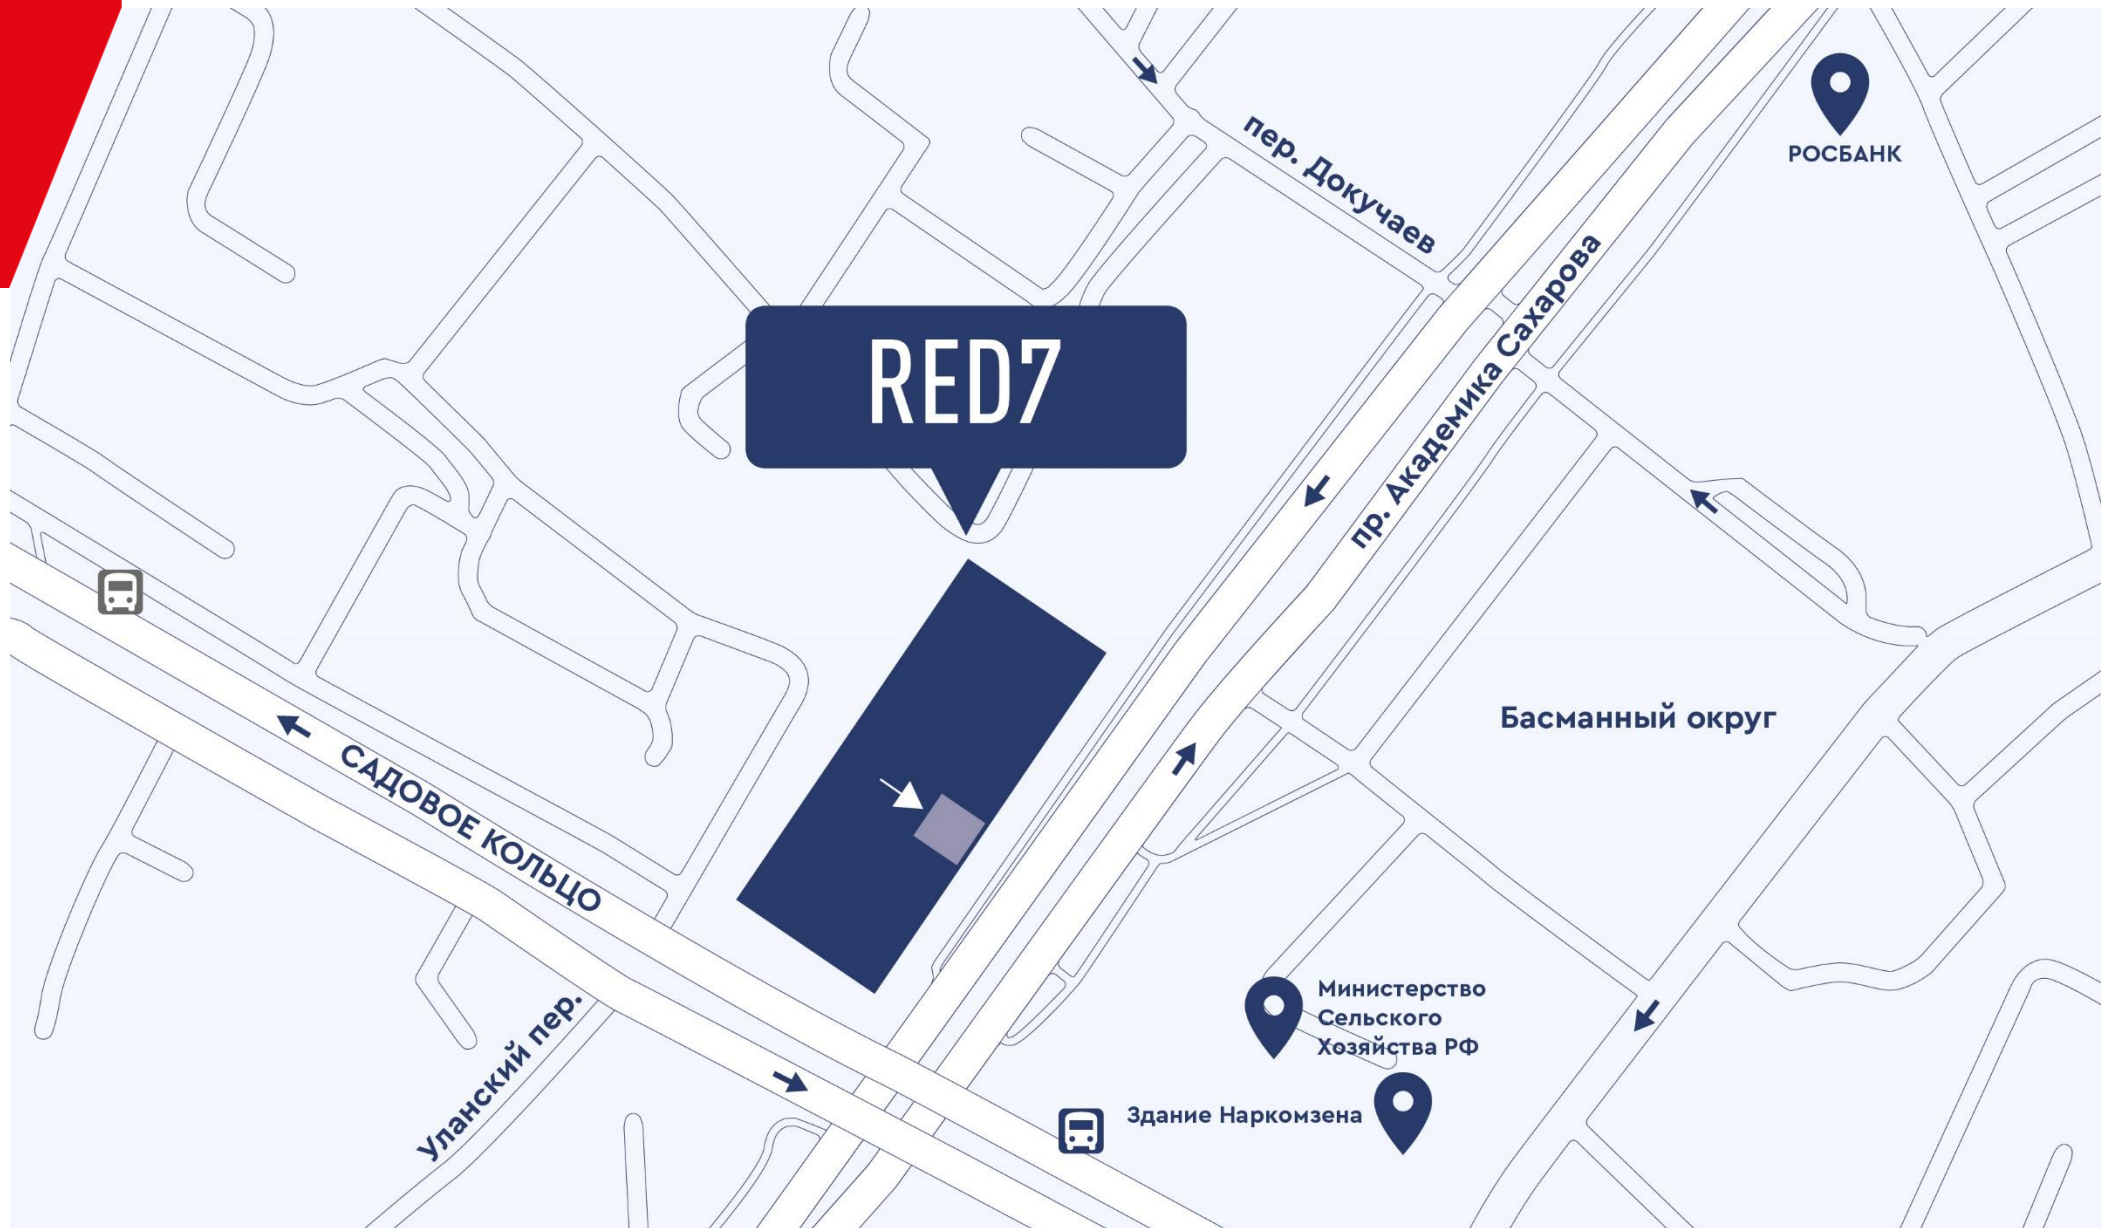 РОСБАНК
пер. Докучаев
пр. Академика Сахарова
RED7
Басманный округ
САДОВОЕ КОЛЬЦО
Уланский пер.
Министерство
Сельского
Хозяйства РФ
Здание Наркомзена